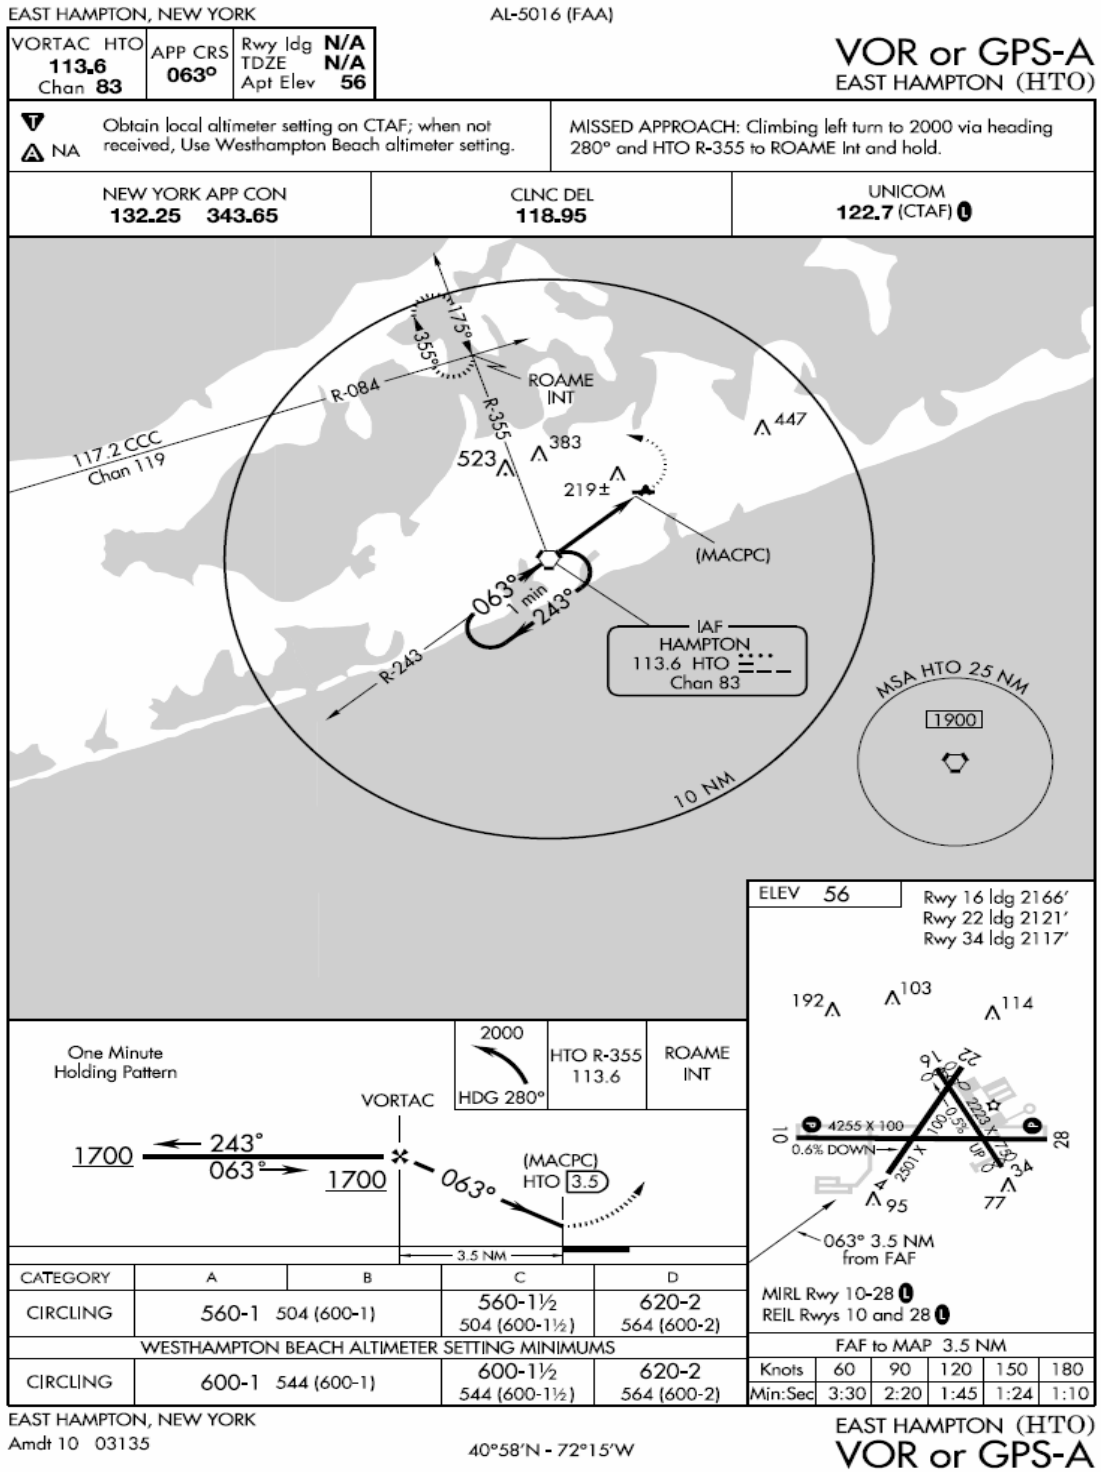 EAST HAMPTON, NEW YORK
AL-5016 (FAA)
VORTAC HTO
113.6
Chan 83
APP CRS
063°
Rwy ldg N/A
TDZE N/A
Apt Elev 56
VOR or GPS-A
EAST HAMPTON (HTO)
T
A NA
Obtain local altimeter setting on CTAF; when not
received, Use Westhampton Beach altimeter setting.
MISSED APPROACH: Climbing left turn to 2000 via heading
280° and HTO R-355 to ROAME Int and hold.
NEW YORK APP CON
132.25 343.65
CLNC DEL
118.95
UNICOM
122.7 (CTAF) L
175°
355°
ROAME
INT
R-084
R-355
117.2 CCC
Chan 119
447
383
523
219±
(MACPC)
063°
1 min
243°
R-243
IAF
HAMPTON
113.6 HTO
Chan 83
MSA HTO 25 NM
1900
10 NM
ELEV 56
Rwy 16 ldg 2166′
Rwy 22 ldg 2121′
Rwy 34 ldg 2117′
192
103
114
16
22
10
P
4255 X 100
P
28
0.6% DOWN
0.5%
UP
2223 X 75
2501 X 100
4
34
95
77
063° 3.5 NM
from FAF
MIRL Rwy 10-28 L
REIL Rwys 10 and 28 L
One Minute
Holding Pattern
2000
HDG 280°
HTO R-355
113.6
ROAME
INT
VORTAC
1700
243°
063°
1700
063°
(MACPC)
HTO 3.5
3.5 NM
CATEGORY A B C D
CIRCLING 560-1 504 (600-1) 560-1½ 504 (600-1½) 620-2 564 (600-2)
WESTHAMPTON BEACH ALTIMETER SETTING MINIMUMS
CIRCLING 600-1 544 (600-1) 600-1½ 544 (600-1½) 620-2 564 (600-2)
FAF to MAP 3.5 NM
Knots 60 90 120 150 180
Min:Sec 3:30 2:20 1:45 1:24 1:10
EAST HAMPTON, NEW YORK
Amdt 10 03135
40°58′N - 72°15′W
EAST HAMPTON (HTO)
VOR or GPS-A